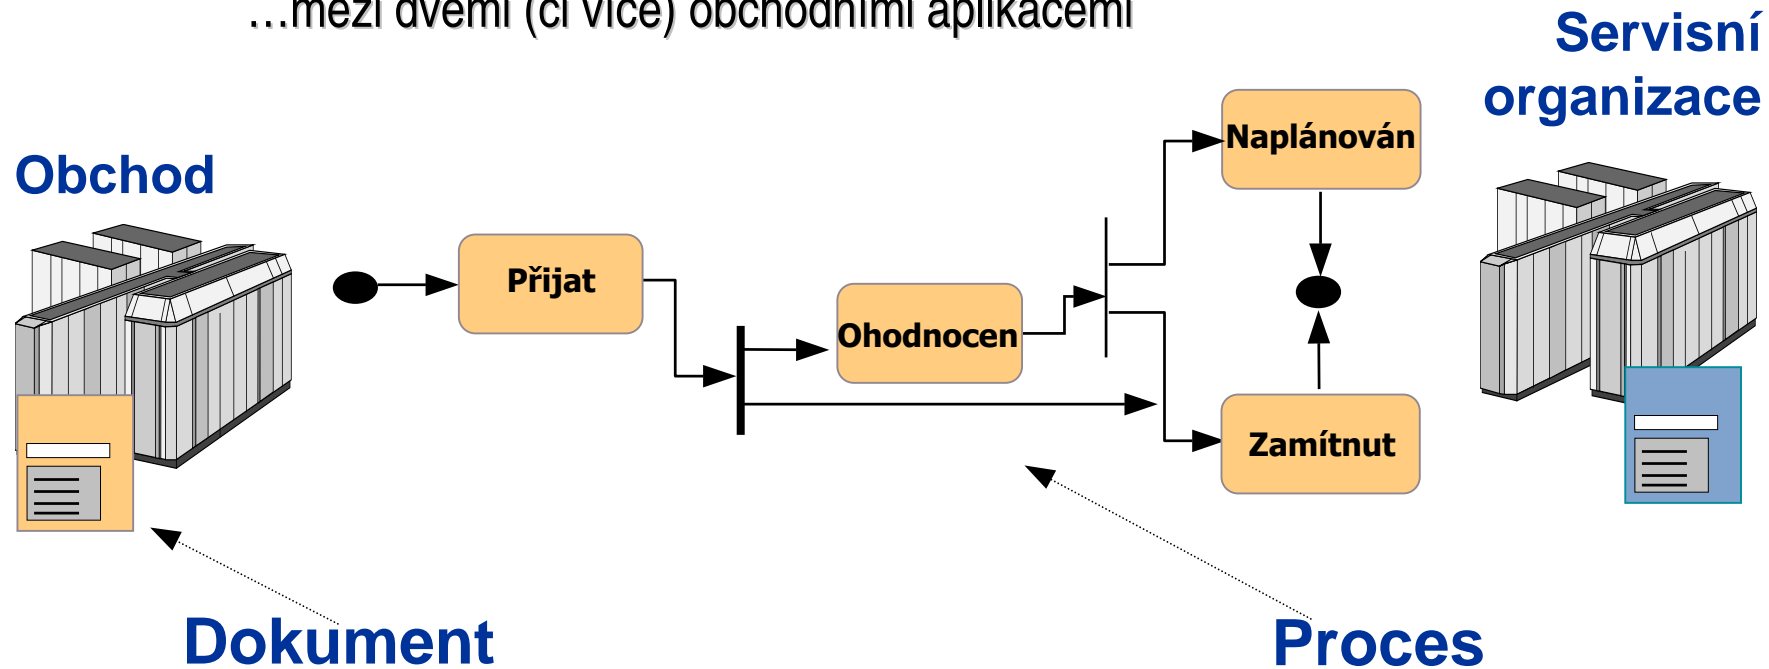 …mezi dvěmi (či více) obchodními aplikacemi
Servisní
organizace
Obchod
Naplánován
Přijat
Ohodnocen
Zamítnut
Dokument
Proces